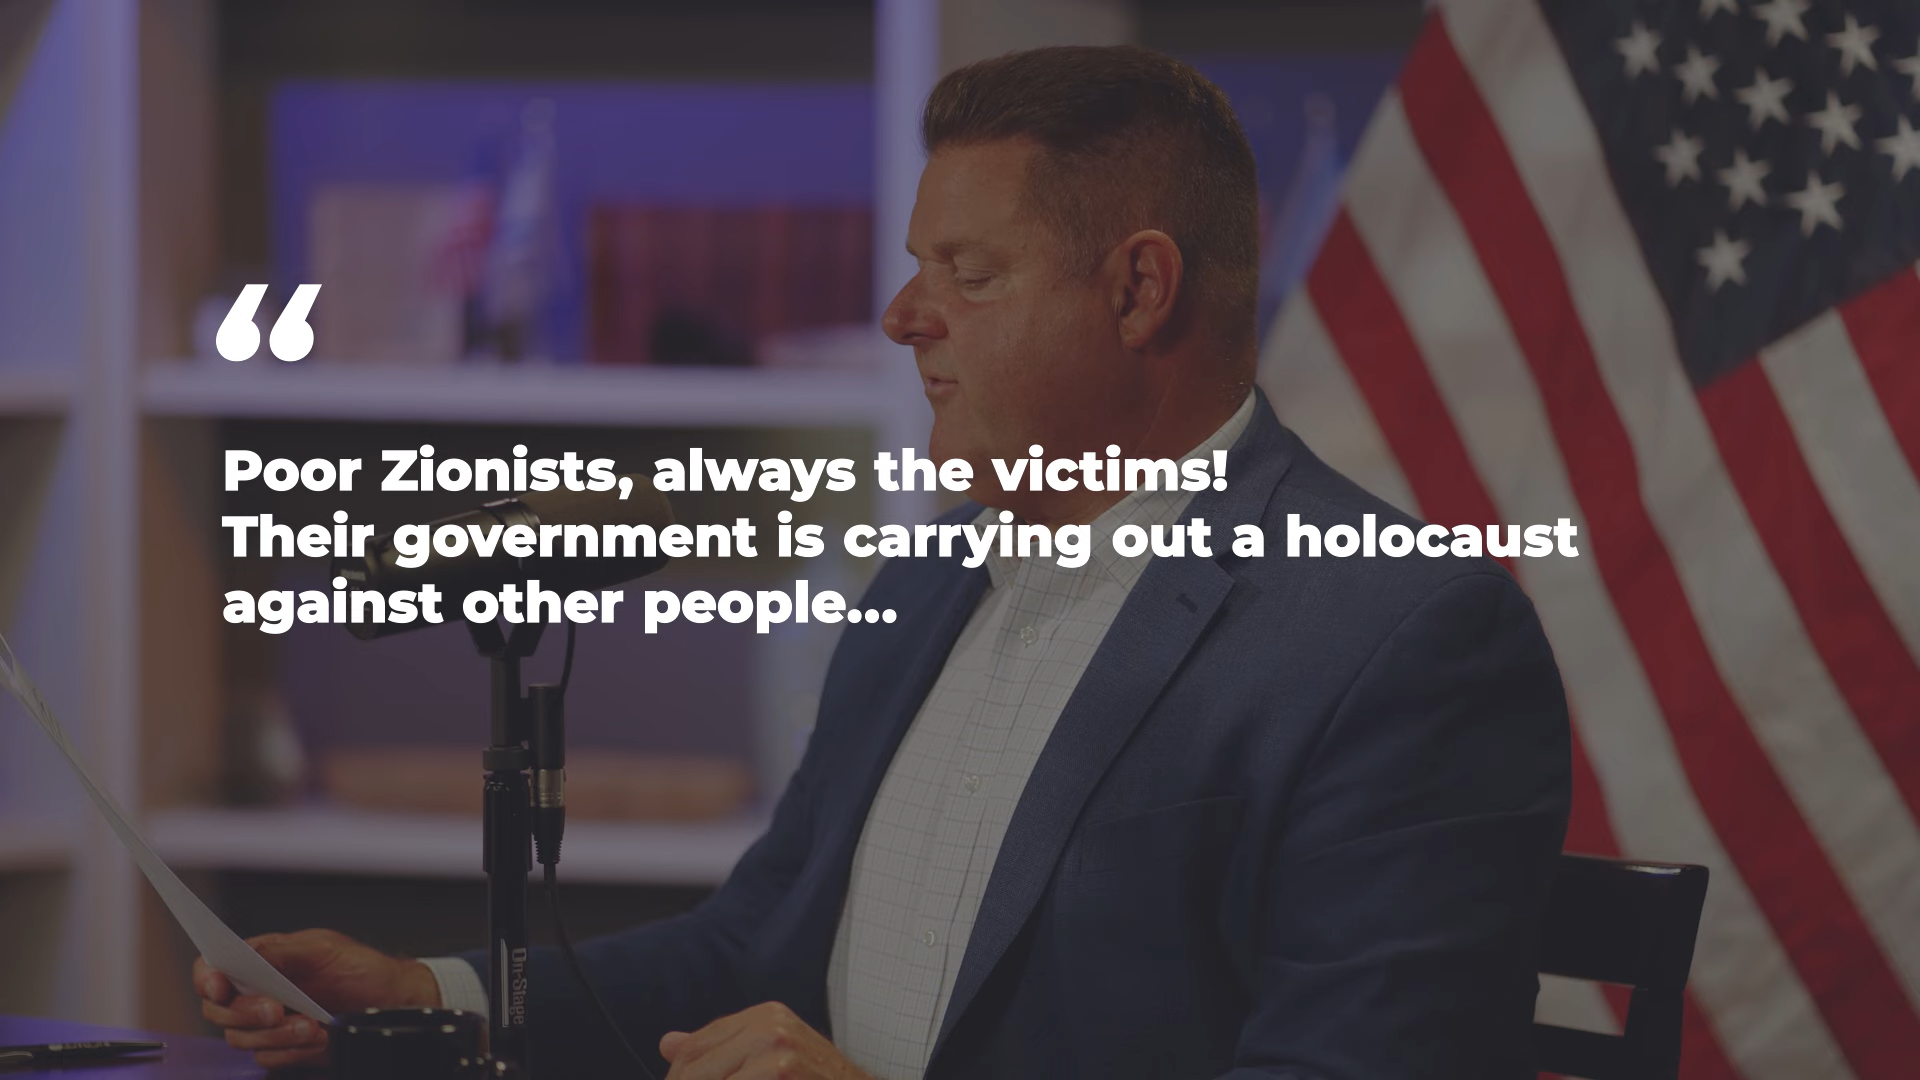 “
Poor Zionists, always the victims!
Their government is carrying out a holocaust
against other people...
On-Stage